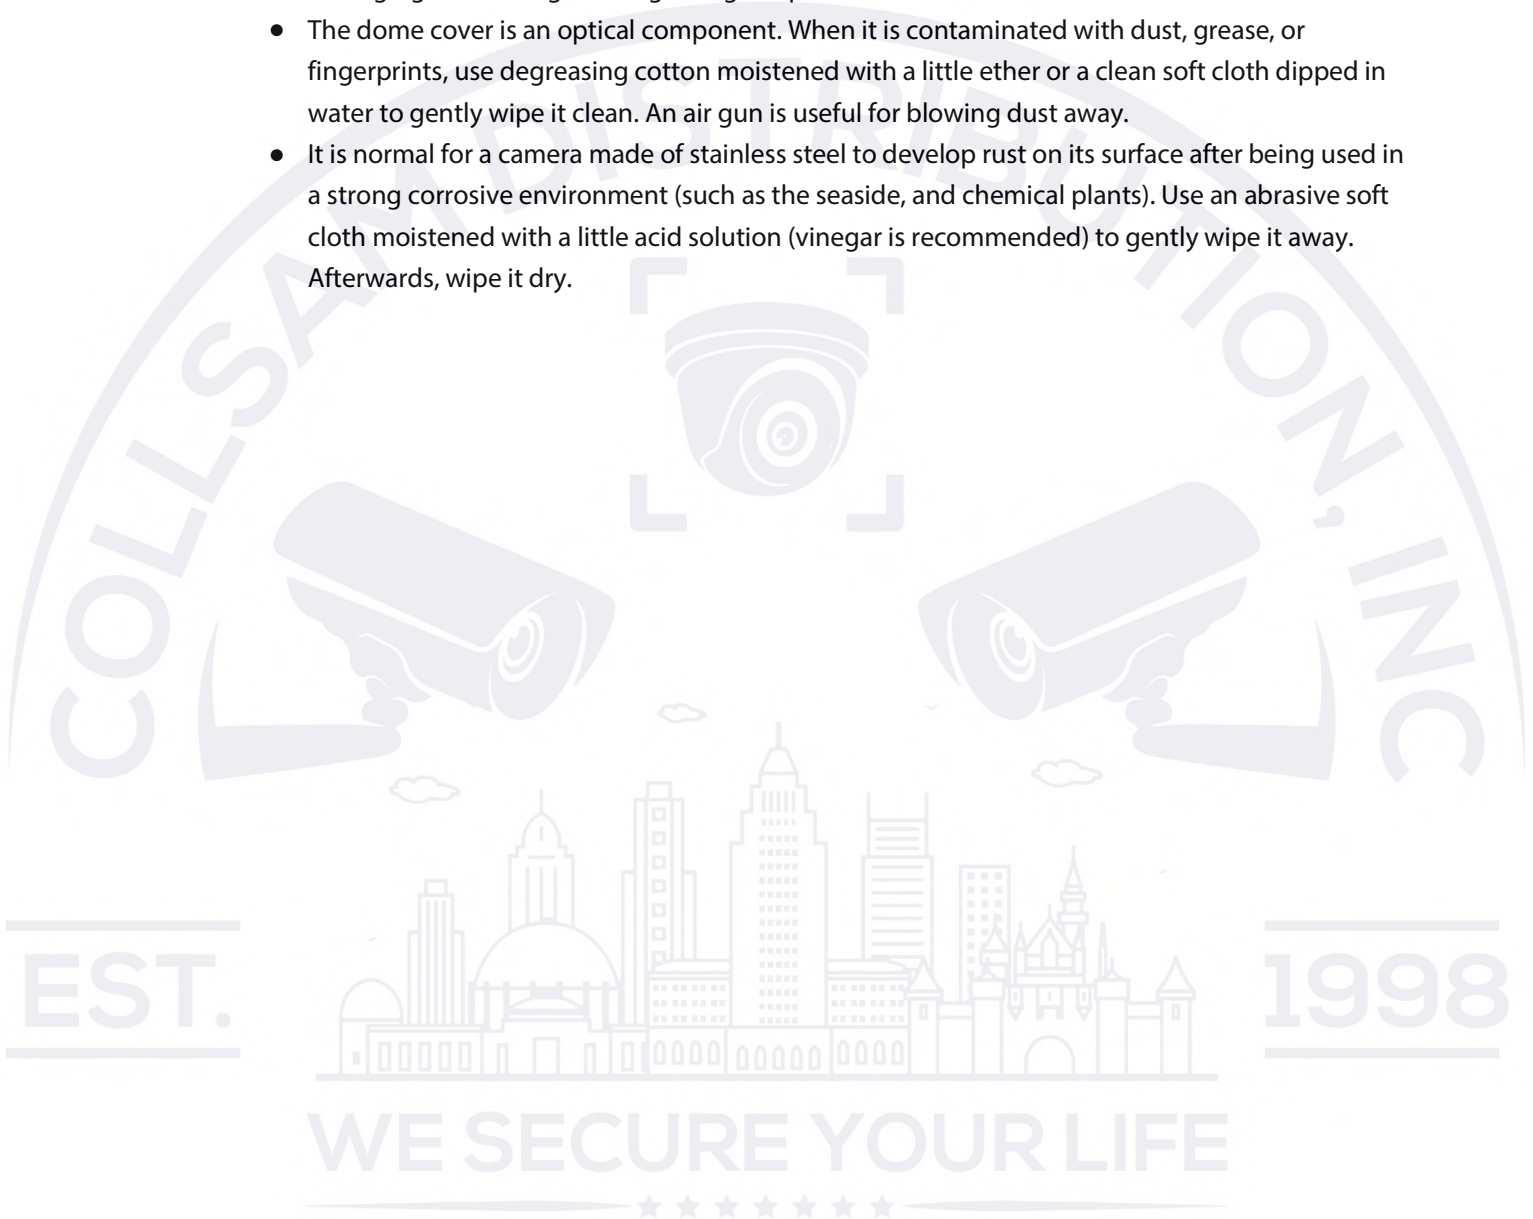 ● The dome cover is an optical component. When it is contaminated with dust, grease, or
fingerprints, use degreasing cotton moistened with a little ether or a clean soft cloth dipped in
water to gently wipe it clean. An air gun is useful for blowing dust away.
● It is normal for a camera made of stainless steel to develop rust on its surface after being used in
a strong corrosive environment (such as the seaside, and chemical plants). Use an abrasive soft
cloth moistened with a little acid solution (vinegar is recommended) to gently wipe it away.
Afterwards, wipe it dry.
COLLSAM DISTRIBUTION, INC
EST.
1998
WE SECURE YOUR LIFE